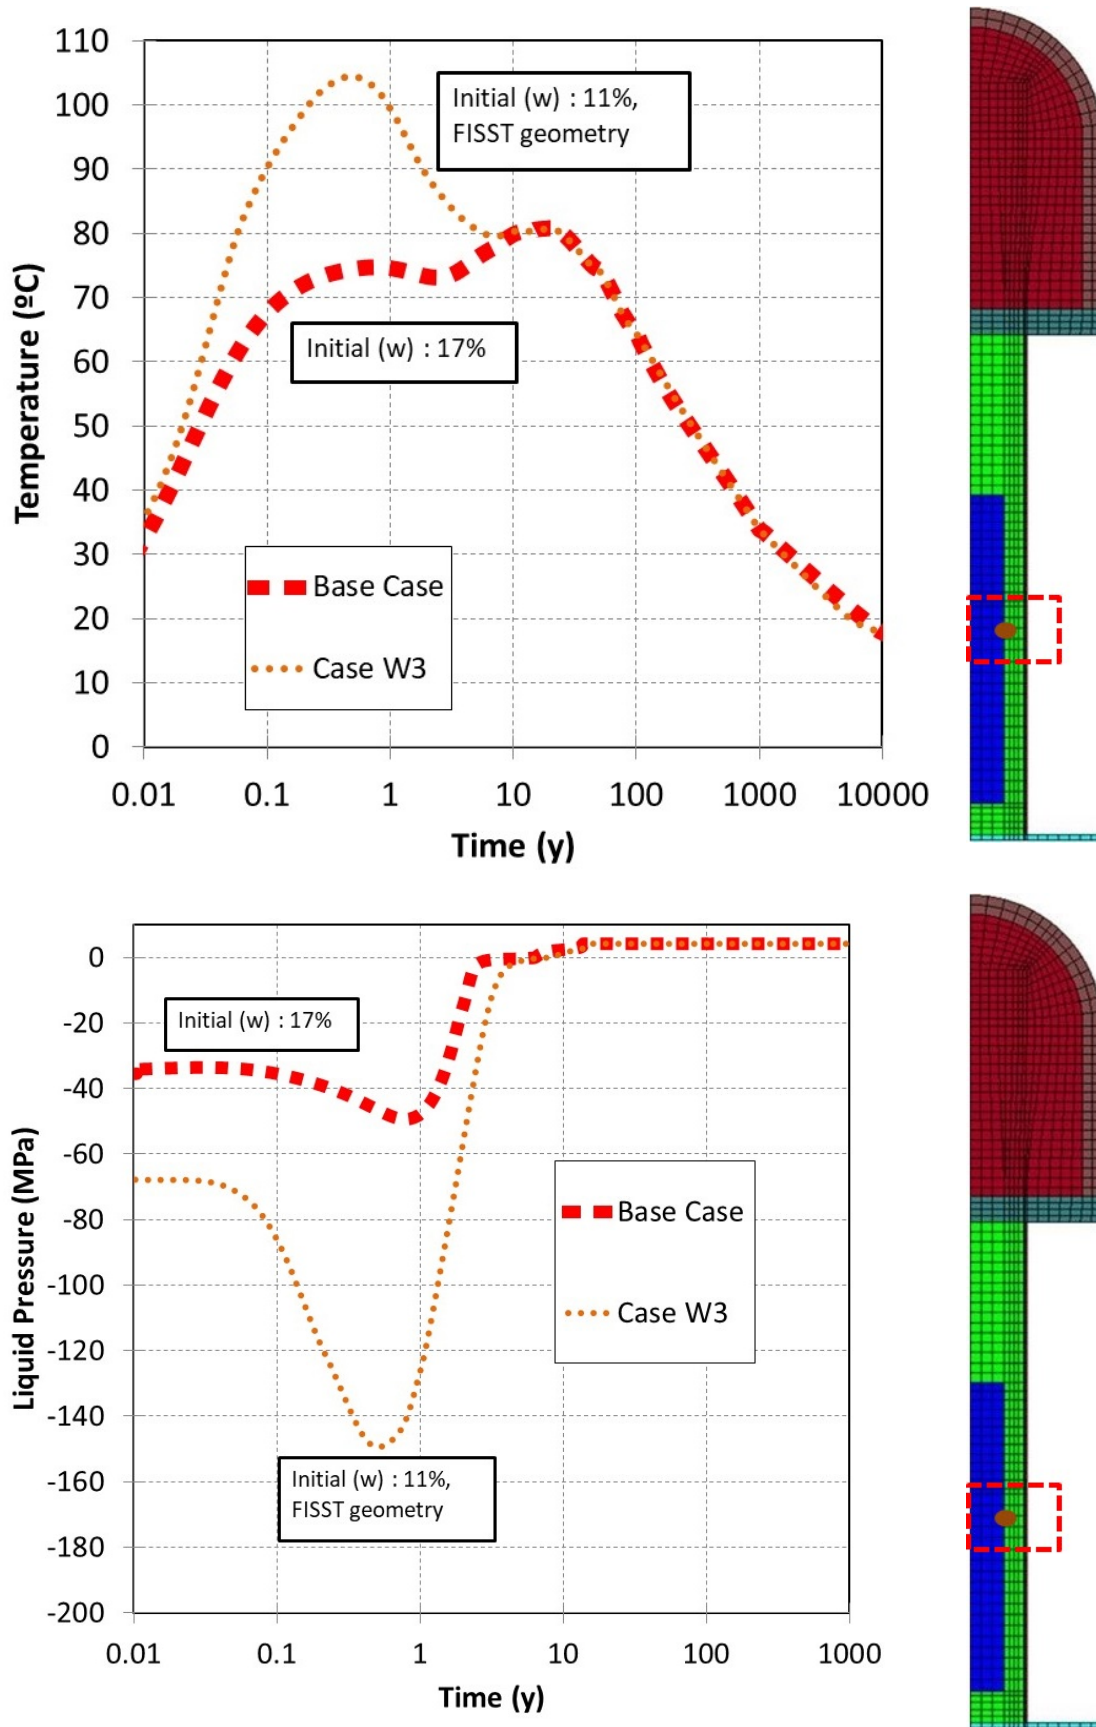 110
100
90
80
70
60
50
40
30
20
10
0
Temperature (ºC)
Initial (w) : 11%,
FISST geometry
Initial (w) : 17%
Base Case
Case W3
0.01 0.1 1 10 100 1000 10000
Time (y)
0
-20
-40
-60
-80
-100
-120
-140
-160
-180
-200
Liquid Pressure (MPa)
Initial (w) : 17%
Base Case
Case W3
Initial (w) : 11%,
FISST geometry
0.01 0.1 1 10 100 1000
Time (y)